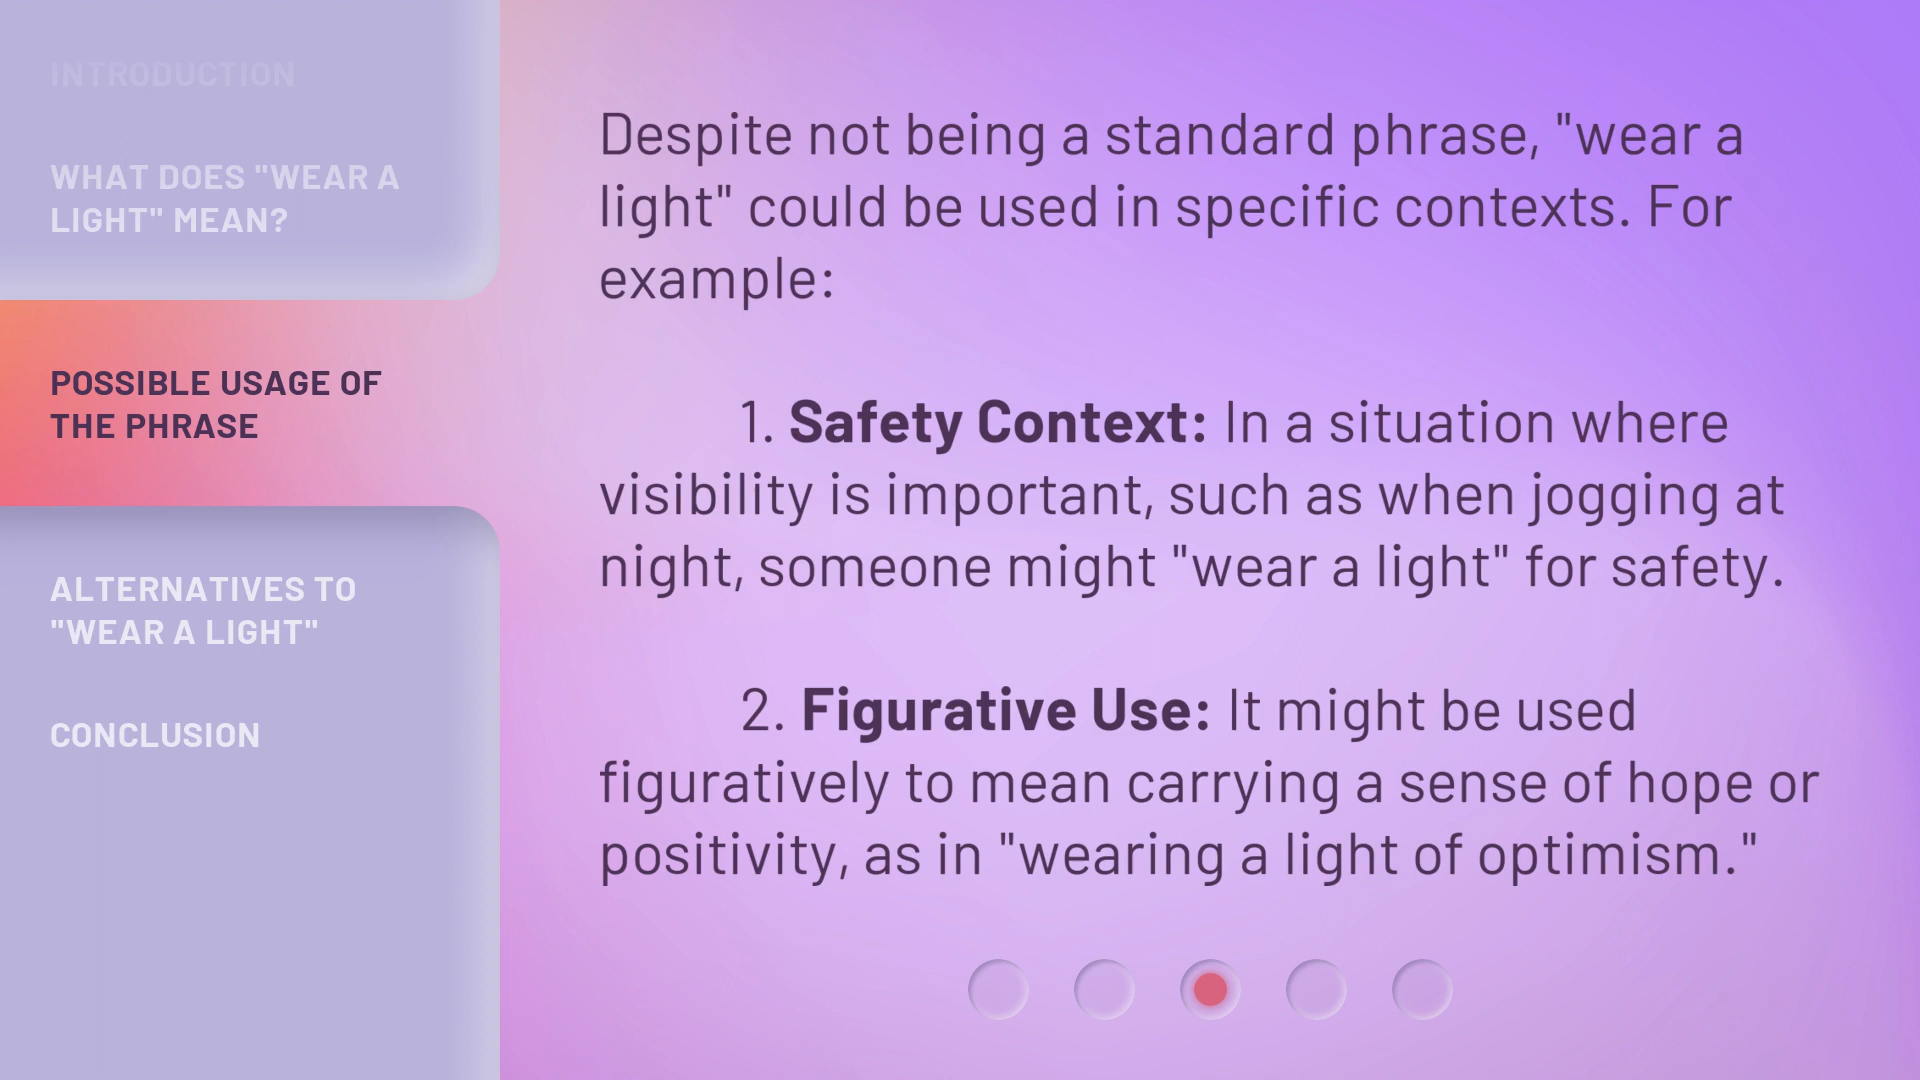 INTRODUCTION
WHAT DOES "WEAR A
LIGHT" MEAN?
POSSIBLE USAGE OF
THE PHRASE
ALTERNATIVES TO
"WEAR A LIGHT"
CONCLUSION
Despite not being a standard phrase, "wear a
light" could be used in specific contexts. For
example:
1. Safety Context: In a situation where
visibility is important, such as when jogging at
night, someone might "wear a light" for safety.
2. Figurative Use: It might be used
figuratively to mean carrying a sense of hope or
positivity, as in "wearing a light of optimism."